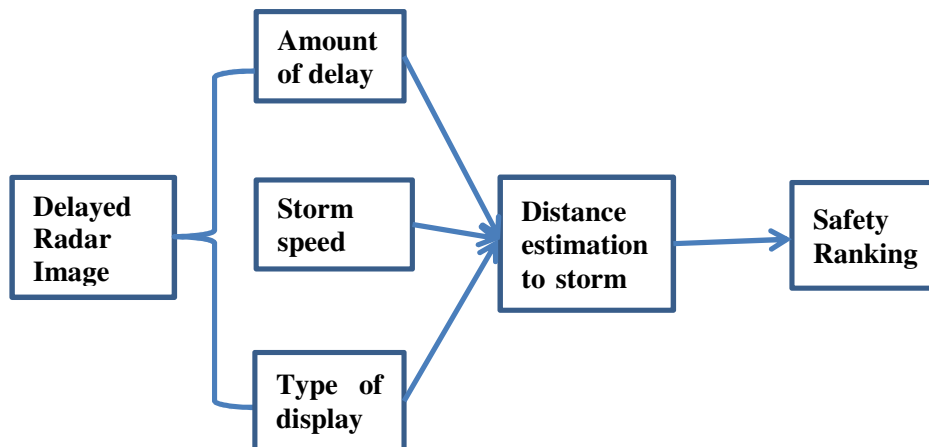 Delayed
Radar
Image
Amount
of delay
Storm
speed
Type of
display
Distance
estimation
to storm
Safety
Ranking